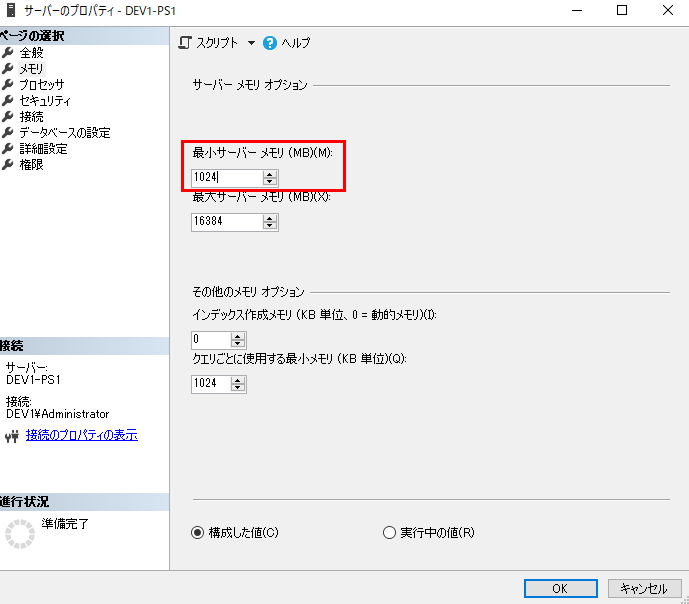 サーバーのプロパティ - DEV1-PS1
ページの選択
全般
メモリ
プロセッサ
セキュリティ
接続
データベースの設定
詳細設定
権限
接続
サーバー:
DEV1-PS1
接続:
DEV1¥Administrator
接続のプロパティの表示
進行状況
準備完了
スクリプト ヘルプ
サーバー メモリ オプション
最小サーバー メモリ (MB)(M):
1024
最大サーバー メモリ (MB)(X):
16384
その他のメモリ オプション
インデックス作成メモリ (KB 単位、0 = 動的メモリ)(I):
0
クエリごとに使用する最小メモリ (KB 単位)(Q):
1024
構成した値(C) 実行中の値(R)
OK キャンセル